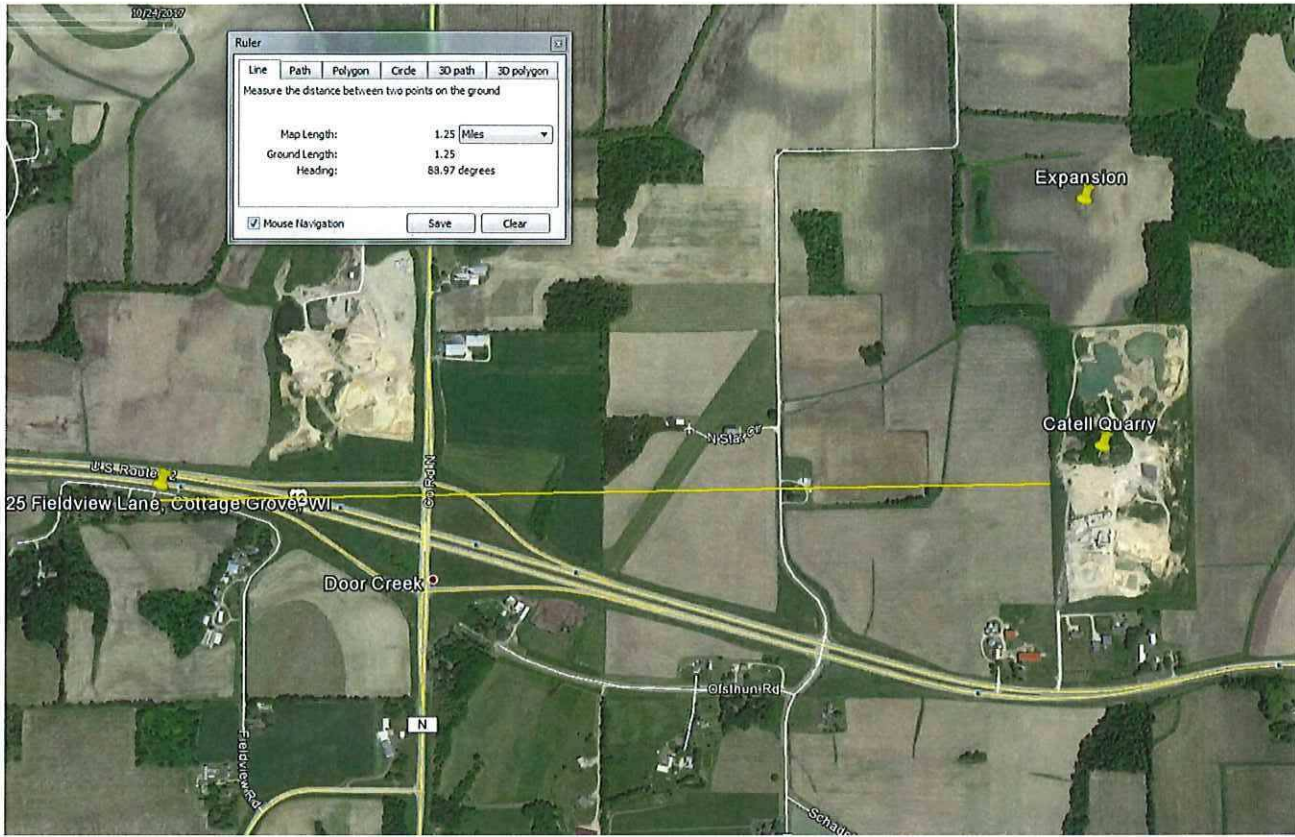 10/24/2017
Ruler
Line Path Polygon Circle 3D path 3D polygon
Measure the distance between two points on the ground
Map Length: 1.25 Miles
Ground Length: 1.25
Heading: 88.97 degrees
Mouse Navigation Save Clear
Expansion
Catell Quarry
N Star Cr
Co Rd N
U.S. Route 12
25 Fieldview Lane, Cottage Grove, WI
Door Creek
Ofsthun Rd
N
Fieldview Rd